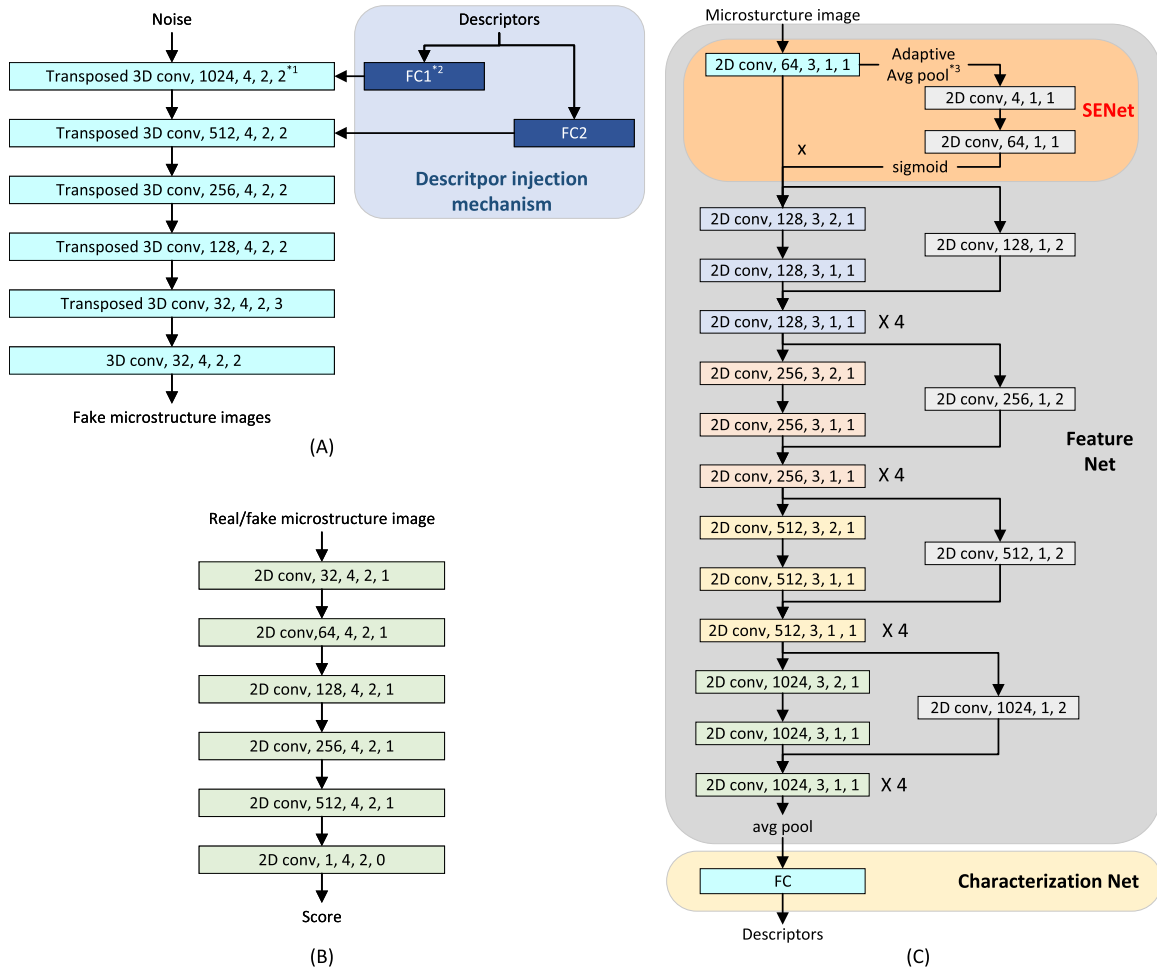 Noise
Transposed 3D conv, 1024, 4, 2, 2*1
Transposed 3D conv, 512, 4, 2, 2
Transposed 3D conv, 256, 4, 2, 2
Transposed 3D conv, 128, 4, 2, 2
Transposed 3D conv, 32, 4, 2, 3
3D conv, 32, 4, 2, 2
Fake microstructure images
(A)
Descriptors
FC1*2
FC2
Descritpor injection
mechanism
Real/fake microstructure image
2D conv, 32, 4, 2, 1
2D conv,64, 4, 2, 1
2D conv, 128, 4, 2, 1
2D conv, 256, 4, 2, 1
2D conv, 512, 4, 2, 1
2D conv, 1, 4, 2, 0
Score
(B)
Microsturcture image
2D conv, 64, 3, 1, 1
Adaptive
Avg pool*3
2D conv, 4, 1, 1
SENet
2D conv, 64, 1, 1
x
sigmoid
2D conv, 128, 3, 2, 1
2D conv, 128, 1, 2
2D conv, 128, 3, 1, 1
2D conv, 128, 3, 1, 1 X 4
2D conv, 256, 3, 2, 1
2D conv, 256, 1, 2
2D conv, 256, 3, 1, 1
2D conv, 256, 3, 1, 1 X 4
Feature
Net
2D conv, 512, 3, 2, 1
2D conv, 512, 1, 2
2D conv, 512, 3, 1, 1
2D conv, 512, 3, 1 , 1 X 4
2D conv, 1024, 3, 2, 1
2D conv, 1024, 1, 2
2D conv, 1024, 3, 1, 1
2D conv, 1024, 3, 1, 1 X 4
avg pool
FC
Characterization Net
Descriptors
(C)